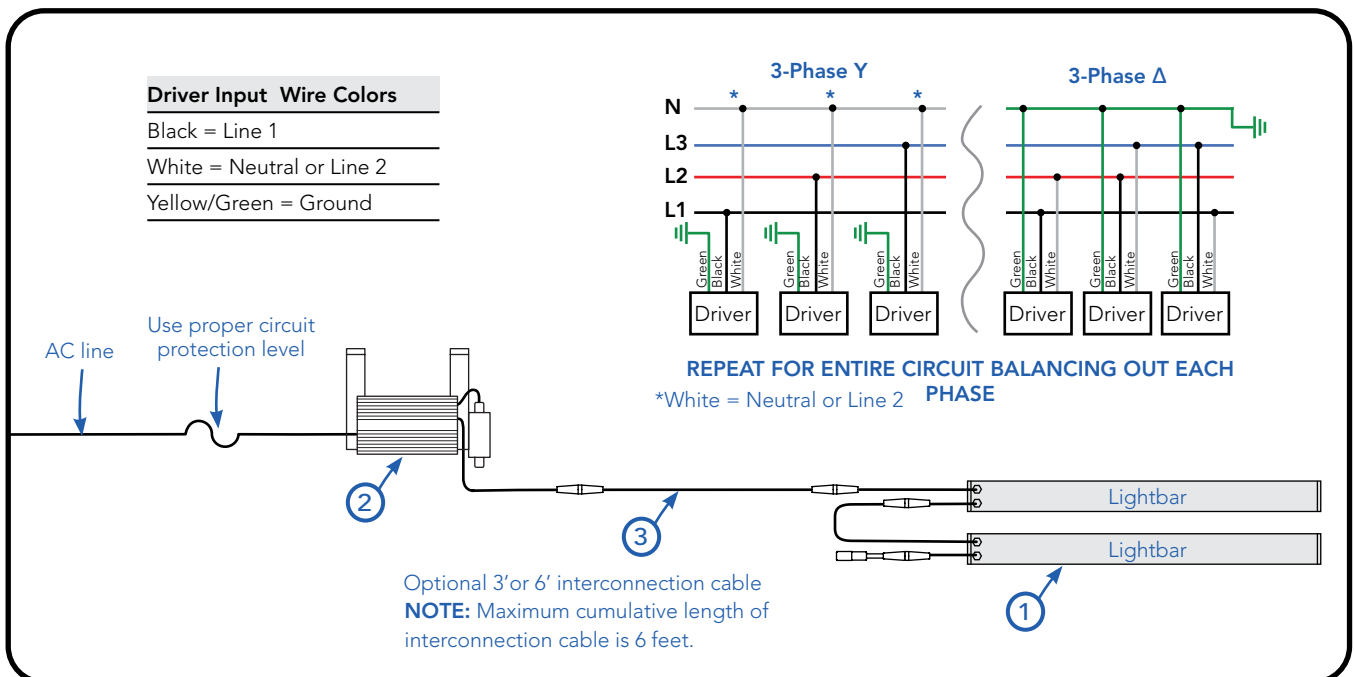 Driver Input Wire Colors
Black = Line 1
White = Neutral or Line 2
Yellow/Green = Ground
3-Phase Y
* * *
N
L3
L2
L1
Green Black White
Green Black White
Green Black White
Driver Driver Driver
3-Phase Δ
Green Black White
Green Black White
Green Black White
Driver Driver Driver
REPEAT FOR ENTIRE CIRCUIT BALANCING OUT EACH
PHASE
*White = Neutral or Line 2
AC line
Use proper circuit
protection level
2
3
Lightbar
Lightbar
1
Optional 3'or 6' interconnection cable
NOTE: Maximum cumulative length of
interconnection cable is 6 feet.